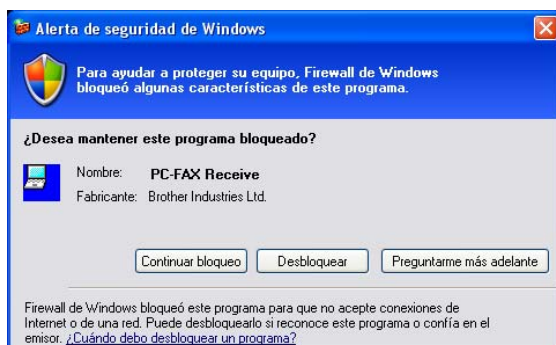 Alerta de seguridad de Windows
Para ayudar a proteger su equipo, Firewall de Windows
bloqueó algunas características de este programa.
¿Desea mantener este programa bloqueado?
Nombre: PC-FAX Receive
Fabricante: Brother Industries Ltd.
Continuar bloqueo Desbloquear Preguntarme más adelante
Firewall de Windows bloqueó este programa para que no acepte conexiones de
Internet o de una red. Puede desbloquearlo si reconoce este programa o confía en el
emisor. ¿Cuándo debo desbloquear un programa?